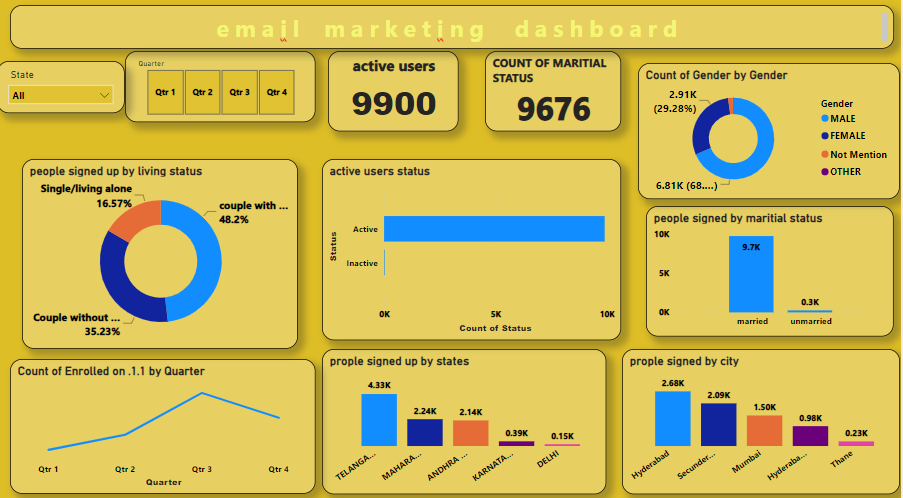 email marketing dashboard
State
All
Quarter
Qtr 1 Qtr 2 Qtr 3 Qtr 4
active users
9900
COUNT OF MARITIAL
STATUS
9676
Count of Gender by Gender
2.91K
(29.28%)
6.81K (68....)
Gender
MALE
FEMALE
Not Mention
OTHER
people signed up by living status
Single/living alone
16.57%
couple with ...
48.2%
Couple without ...
35.23%
active users status
Status
Active
Inactive
0K 5K 10K
Count of Status
people signed by maritial status
10K
5K
0K
9.7K
0.3K
married unmarried
Count of Enrolled on .1.1 by Quarter
Qtr 1 Qtr 2 Qtr 3 Qtr 4
Quarter
prople signed up by states
4.33K
2.24K
2.14K
0.39K
0.15K
TELANGA... MAHARA... ANDHRA ... KARNATA... DELHI
prople signed by city
2.68K
2.09K
1.50K
0.98K
0.23K
Hyderabad Secunder... Mumbai Hyderaba... Thane